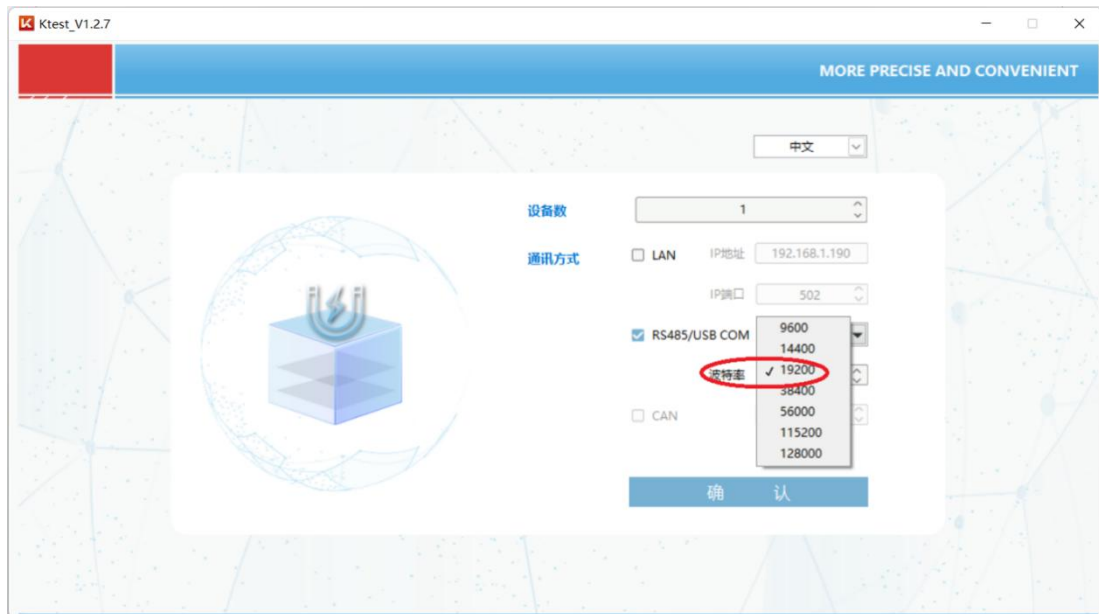 Ktest_V1.2.7
MORE PRECISE AND CONVENIENT
中文
设备数 1
通讯方式 LAN IP地址 192.168.1.190
IP端口 502
RS485/USB COM
波特率
9600
14400
✓ 19200
38400
56000
115200
128000
CAN
确 认